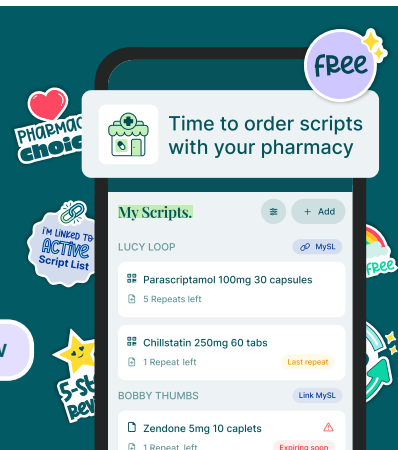 FREE
Time to order scripts
with your pharmacy
PHARMAC
choic
My Scripts.
+ Add
I'M LINKED TO
ACTIVE
Script List
LUCY LOOP
MySL
Parascriptamol 100mg 30 capsules
5 Repeats left
FREE
Chillstatin 250mg 60 tabs
1 Repeat left
Last repeat
5-St
Rev
BOBBY THUMBS
Link MySL
Zendone 5mg 10 caplets
1 Repeat left
Expiring soon